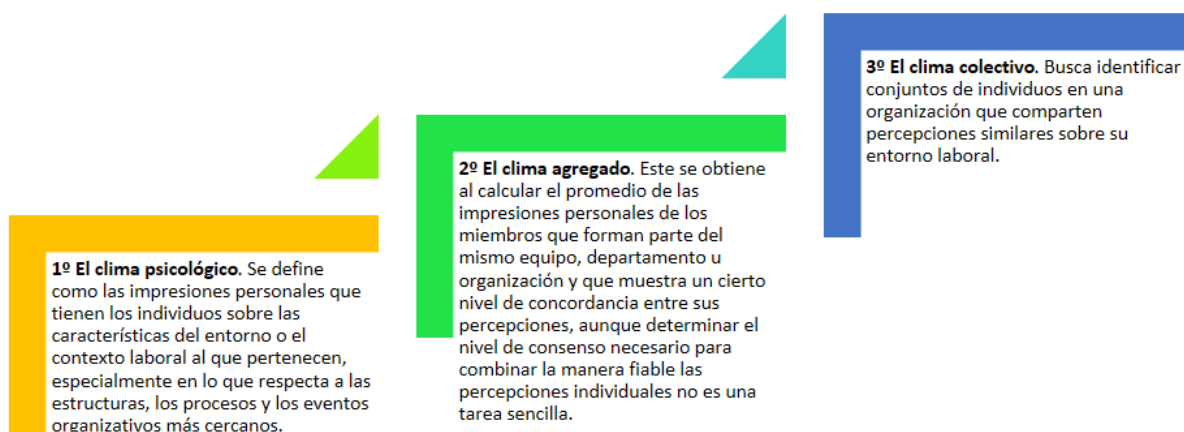 1º El clima psicológico. Se define
como las impresiones personales que
tienen los individuos sobre las
características del entorno o el
contexto laboral al que pertenecen,
especialmente en lo que respecta a las
estructuras, los procesos y los eventos
organizativos más cercanos.
2º El clima agregado. Este se obtiene
al calcular el promedio de las
impresiones personales de los
miembros que forman parte del
mismo equipo, departamento u
organización y que muestra un cierto
nivel de concordancia entre sus
percepciones, aunque determinar el
nivel de consenso necesario para
combinar la manera fiable las
percepciones individuales no es una
tarea sencilla.
3º El clima colectivo. Busca identificar
conjuntos de individuos en una
organización que comparten
percepciones similares sobre su
entorno laboral.